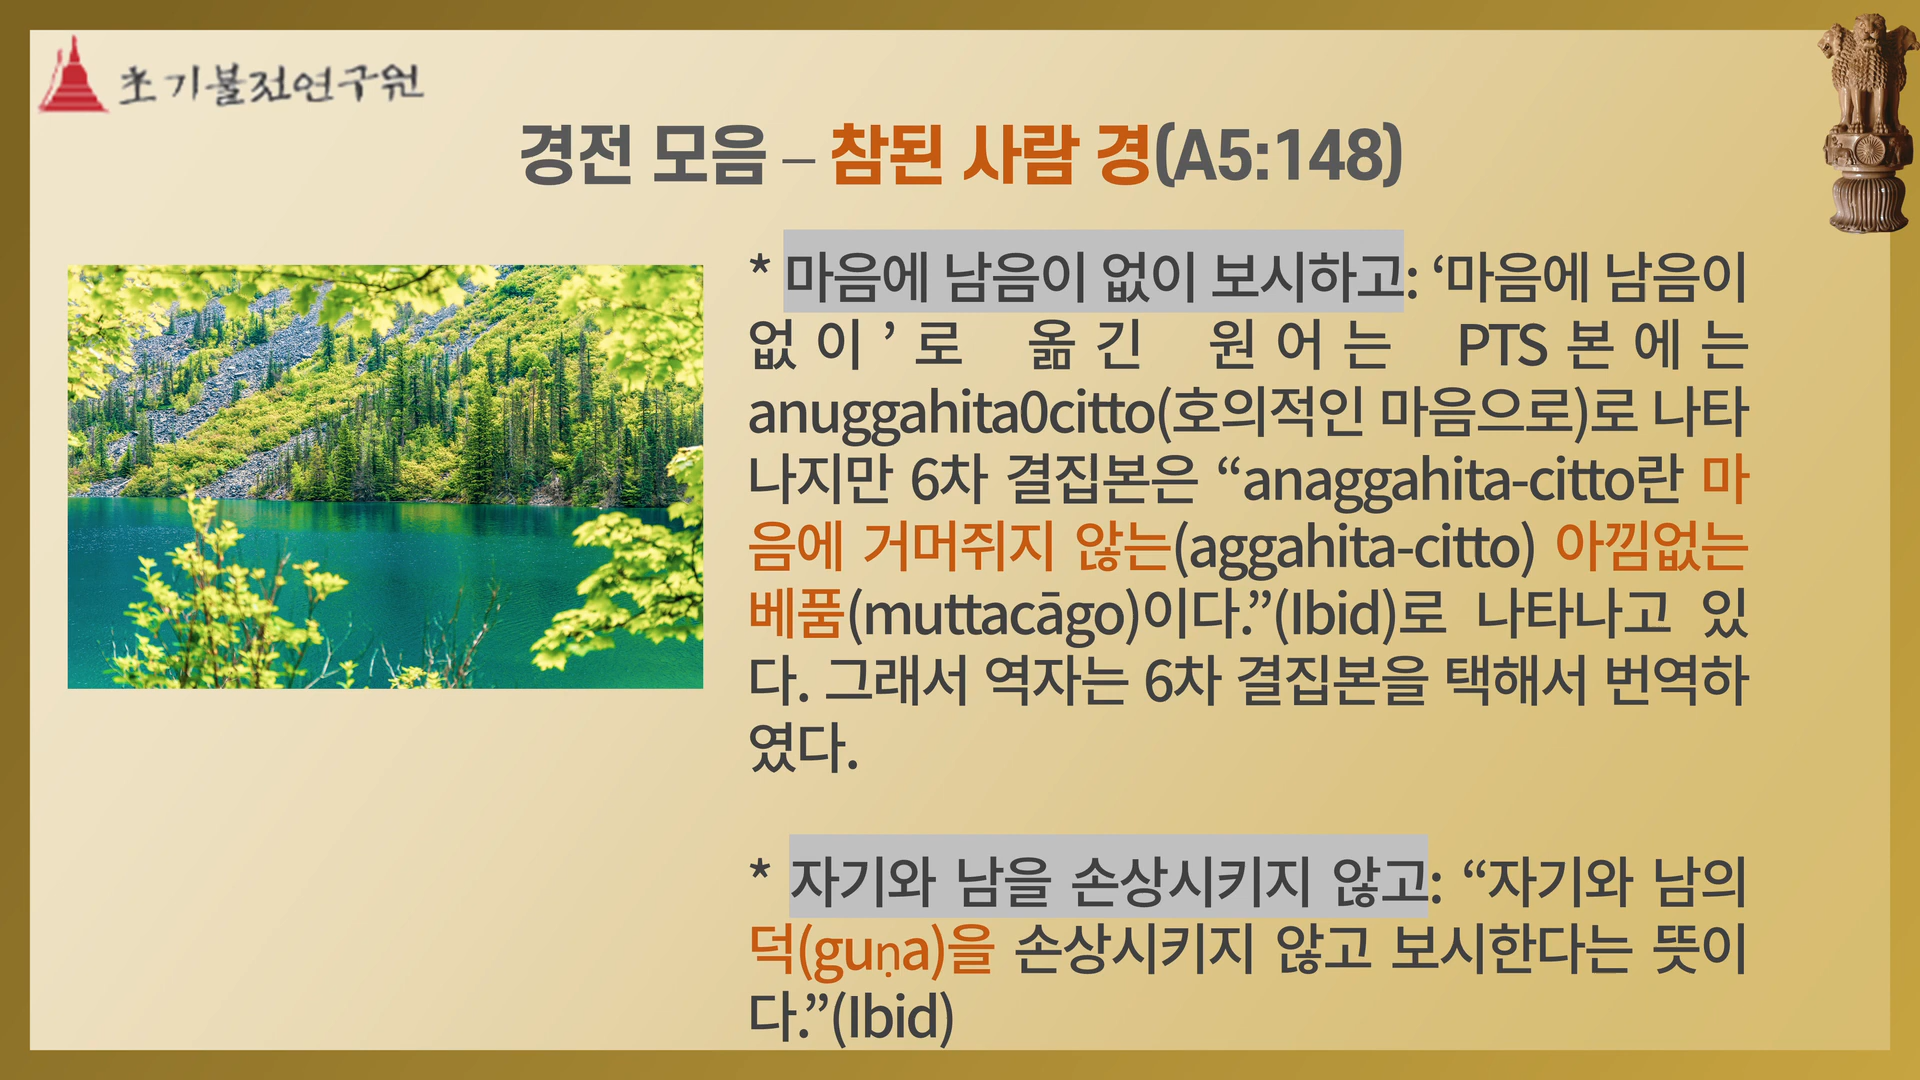 초기불전연구원
경전 모음 – 참된 사람 경(A5:148)
* 마음에 남음이 없이 보시하고: ‘마음에 남음이
없이’로 옮긴 원어는 PTS본에는
anuggahita0citto(호의적인 마음으로)로 나타
나지만 6차 결집본은 “anaggahita-citto란 마
음에 거머쥐지 않는(aggahita-citto) 아낌없는
베풂(muttacāgo)이다.”(Ibid)로 나타나고 있
다. 그래서 역자는 6차 결집본을 택해서 번역하
였다.
* 자기와 남을 손상시키지 않고: “자기와 남의
덕(guṇa)을 손상시키지 않고 보시한다는 뜻이
다.”(Ibid)